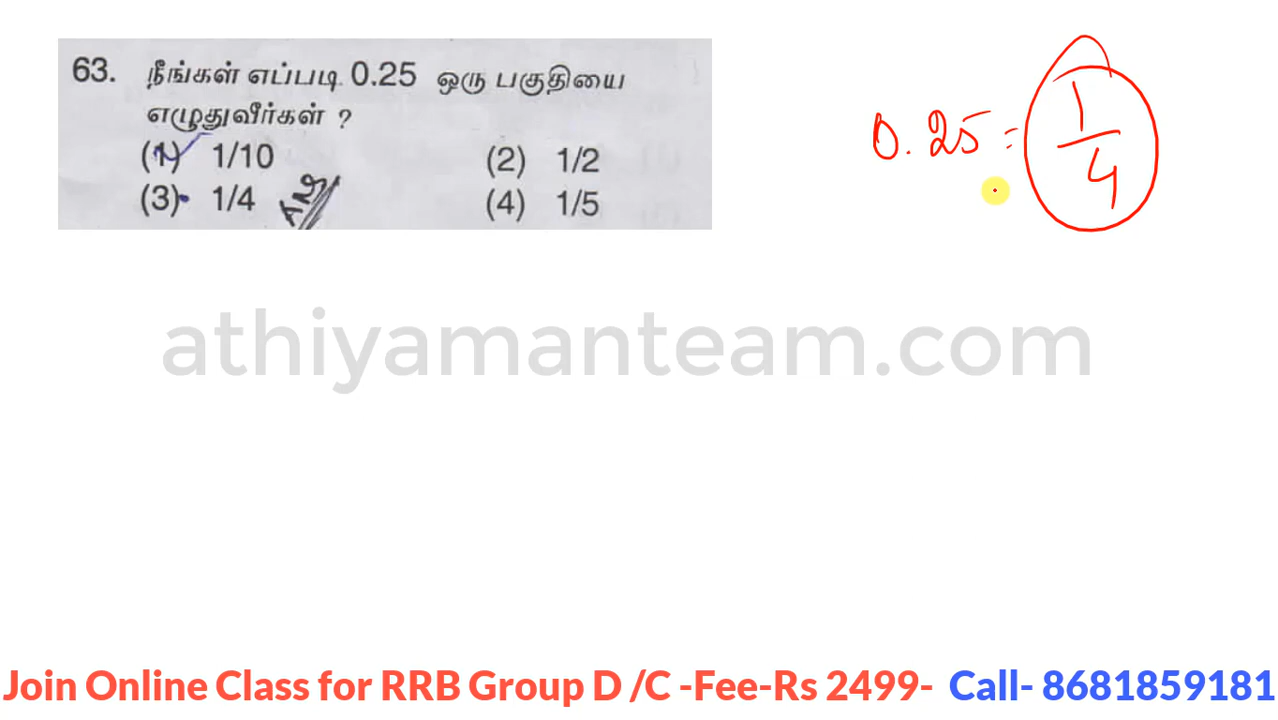 63. நீங்கள் எப்படி 0.25 ஒரு பகுதியை
எழுதுவீர்கள் ?
(1) 1/10 (2) 1/2
(3) 1/4 Ans (4) 1/5
0.25 = 1/4
athiyamanteam.com
Join Online Class for RRB Group D /C -Fee-Rs 2499- Call- 8681859181